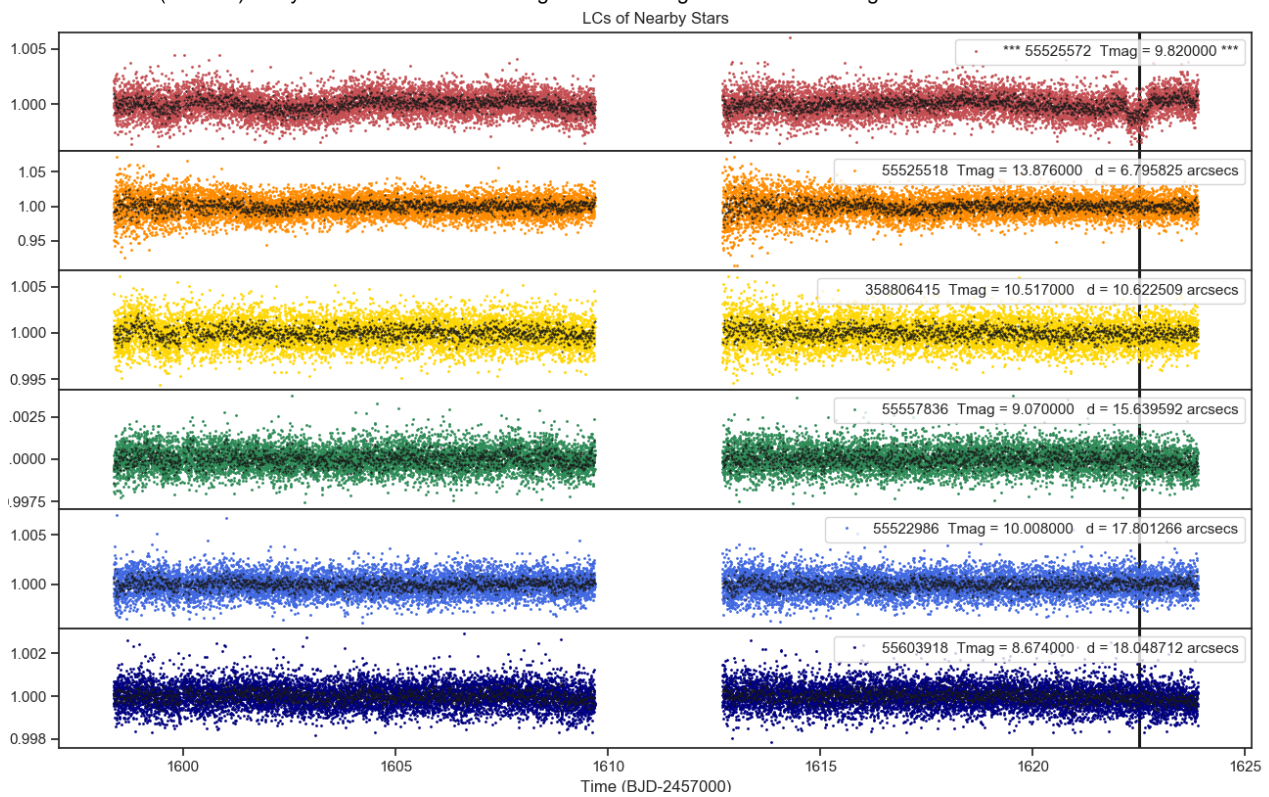 LCs of Nearby Stars
1.005
*** 55525572 Tmag = 9.820000 ***
1.000
1.05
55525518 Tmag = 13.876000 d = 6.795825 arcsecs
1.00
0.95
1.005
358806415 Tmag = 10.517000 d = 10.622509 arcsecs
1.000
0.995
.0025
55557836 Tmag = 9.070000 d = 15.639592 arcsecs
.0000
.9975
1.005
55522986 Tmag = 10.008000 d = 17.801266 arcsecs
1.000
1.002
55603918 Tmag = 8.674000 d = 18.048712 arcsecs
1.000
0.998
1600 1605 1610 1615 1620 1625
Time (BJD-2457000)